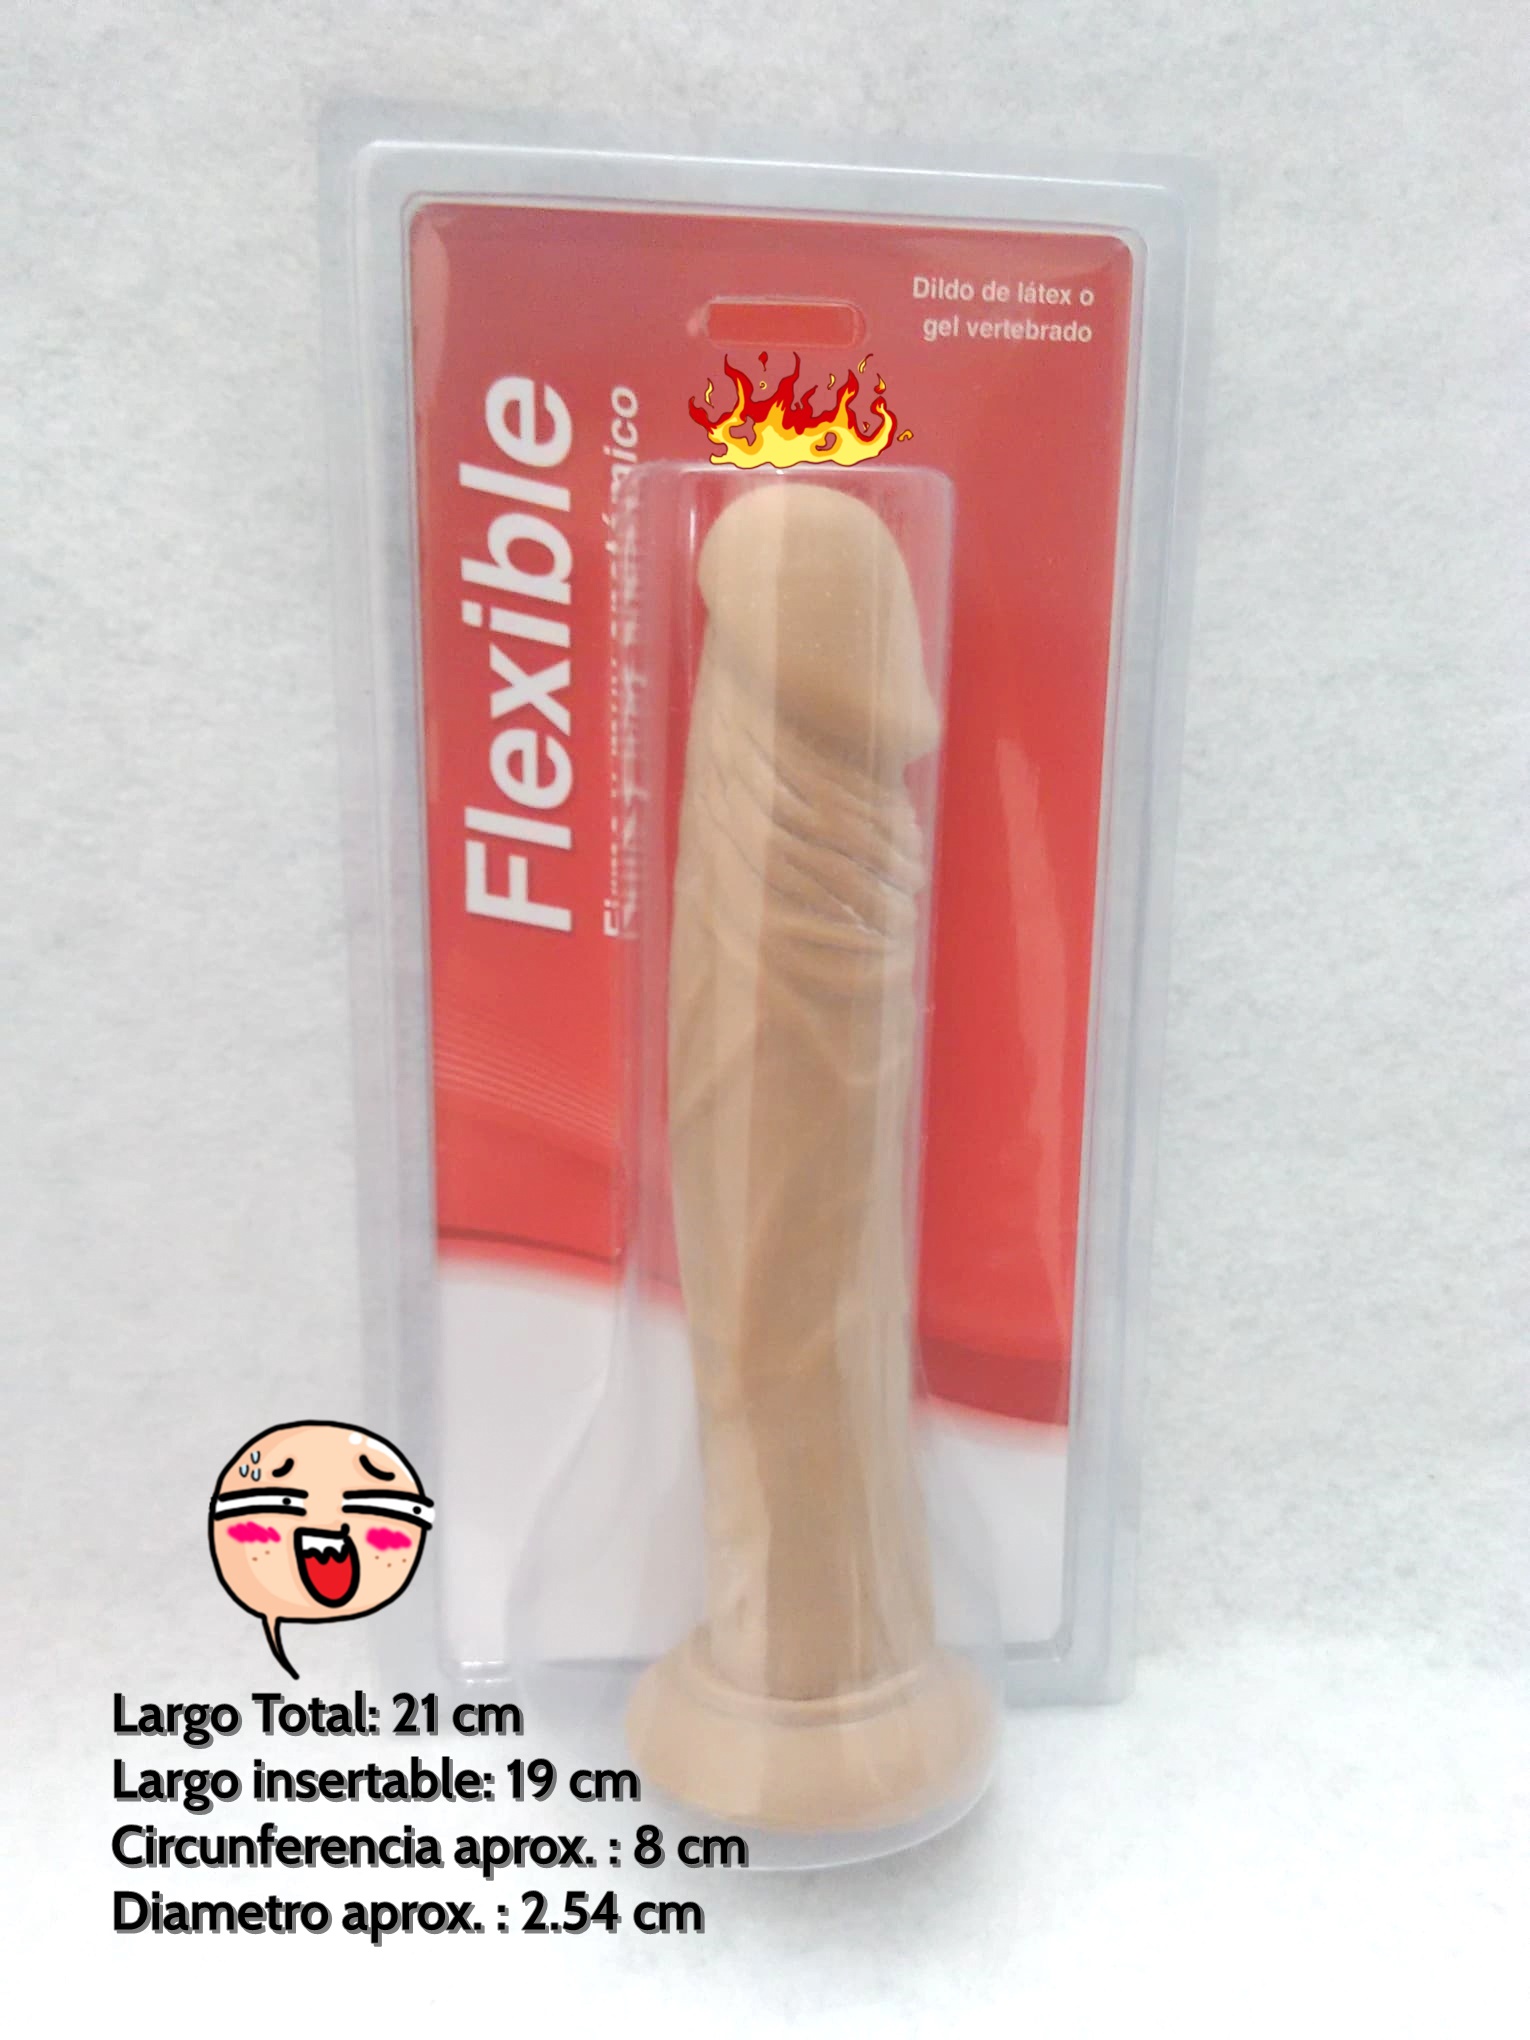 Dildo de látex o
gel vertebrado
Flexible
Largo Total: 21 cm
Largo insertable: 19 cm
Circunferencia aprox. : 8 cm
Diametro aprox. : 2.54 cm